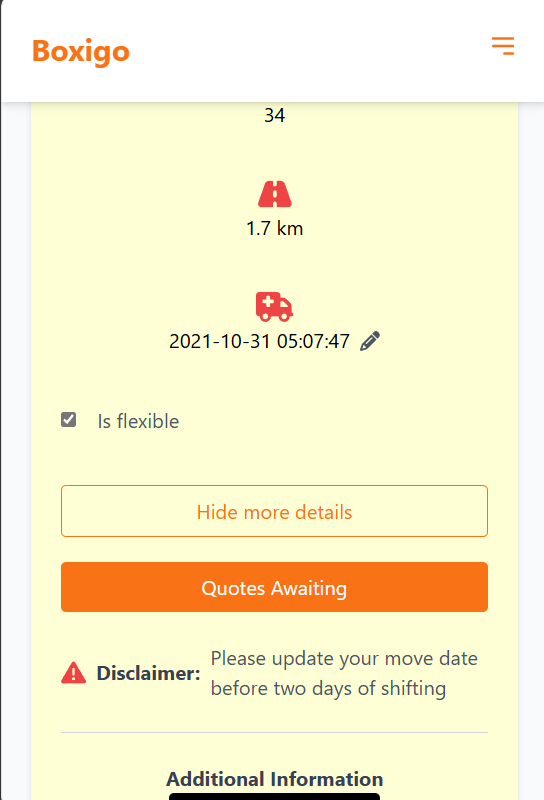 Boxigo
34
1.7 km
2021-10-31 05:07:47
Is flexible
Hide more details
Quotes Awaiting
Disclaimer: Please update your move date
before two days of shifting
Additional Information